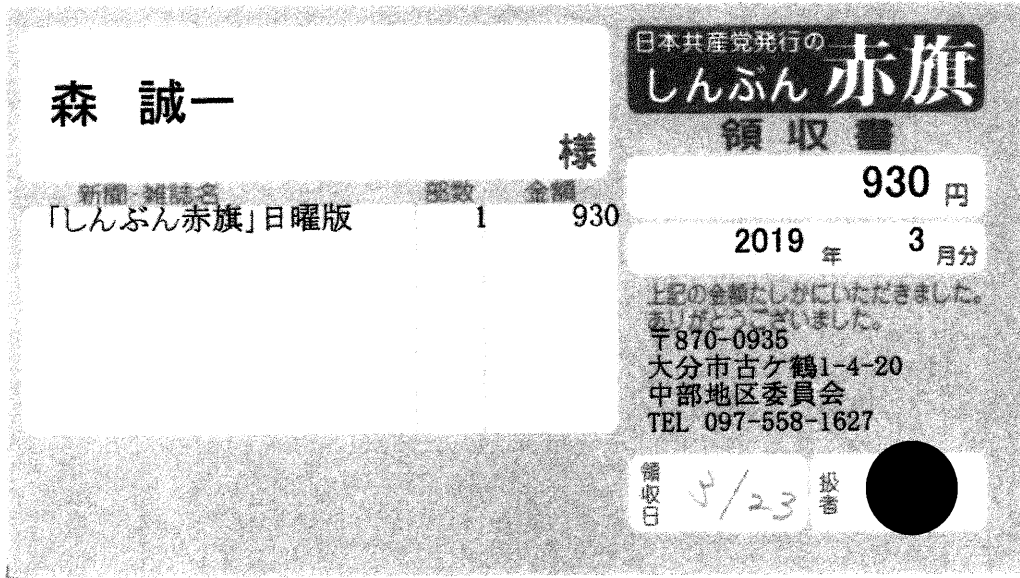 森 誠一
様
新聞・雑誌名 部数 金額
「しんぶん赤旗」日曜版 1 930
日本共産党発行の
しんぶん赤旗
領収書
930 円
2019 年 3 月分
上記の金額たしかにいただきました。
ありがとうございました。
〒870-0935
大分市古ケ鶴1-4-20
中部地区委員会
TEL 097-558-1627
領収日
/23
扱者